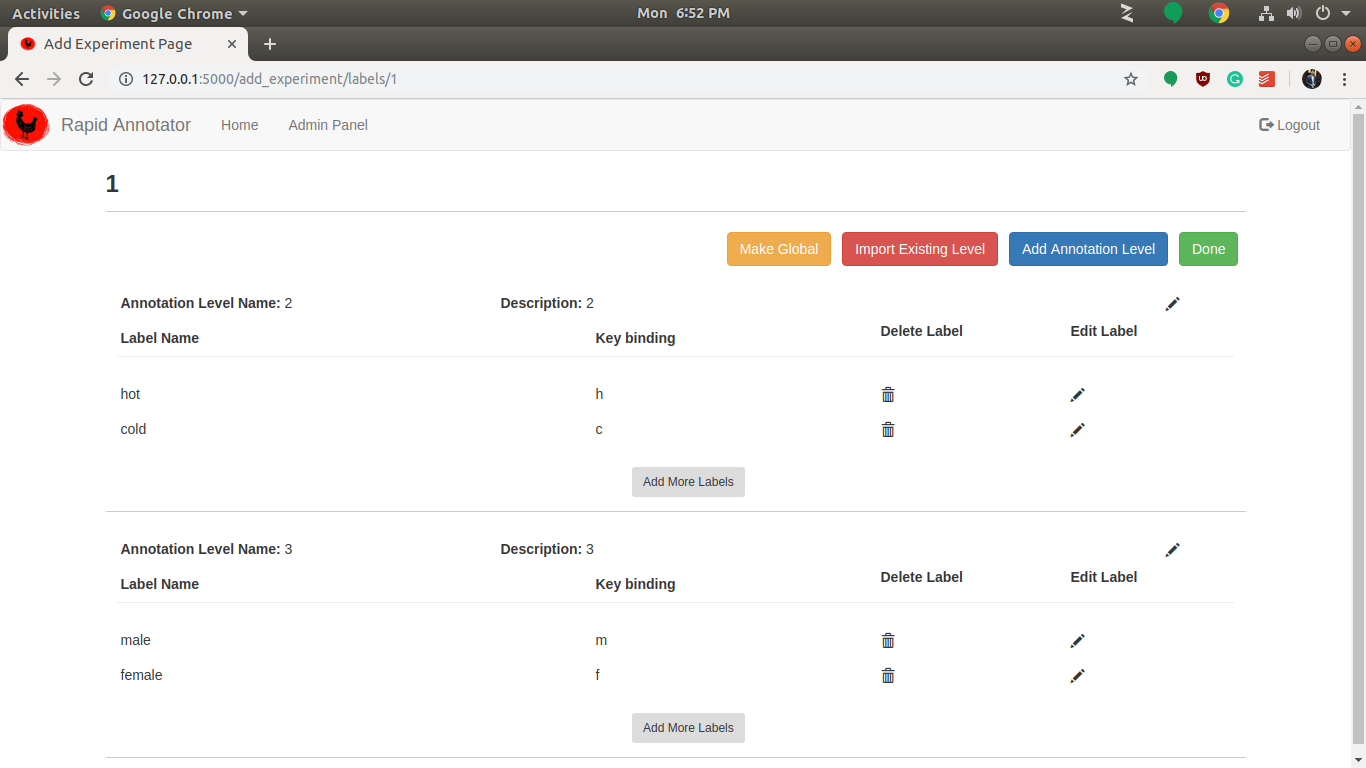 Activities Google Chrome Mon 6:52 PM
Add Experiment Page
127.0.0.1:5000/add_experiment/labels/1
Rapid Annotator Home Admin Panel Logout
1
Make Global Import Existing Level Add Annotation Level Done
Annotation Level Name: 2 Description: 2
Label Name Key binding Delete Label Edit Label
hot h
cold c
Add More Labels
Annotation Level Name: 3 Description: 3
Label Name Key binding Delete Label Edit Label
male m
female f
Add More Labels